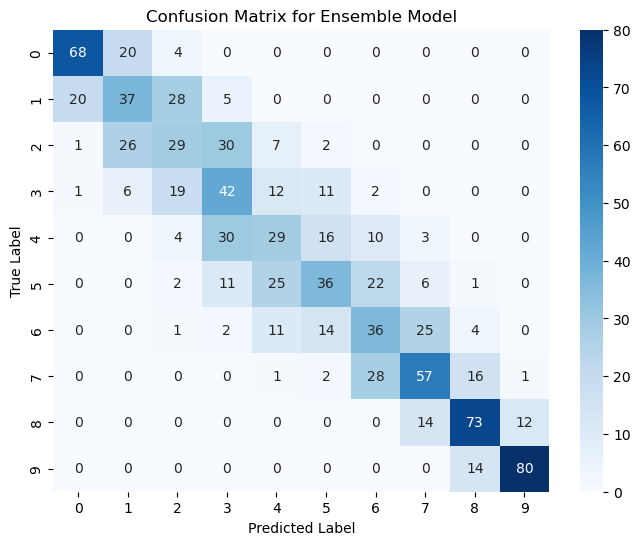 Confusion Matrix for Ensemble Model
0 68 20 4 0 0 0 0 0 0 0
1 20 37 28 5 0 0 0 0 0 0
2 1 26 29 30 7 2 0 0 0 0
3 1 6 19 42 12 11 2 0 0 0
4 0 0 4 30 29 16 10 3 0 0
5 0 0 2 11 25 36 22 6 1 0
6 0 0 1 2 11 14 36 25 4 0
7 0 0 0 0 1 2 28 57 16 1
8 0 0 0 0 0 0 0 14 73 12
9 0 0 0 0 0 0 0 0 14 80
0 1 2 3 4 5 6 7 8 9
Predicted Label
True Label
80
70
60
50
40
30
20
10
0